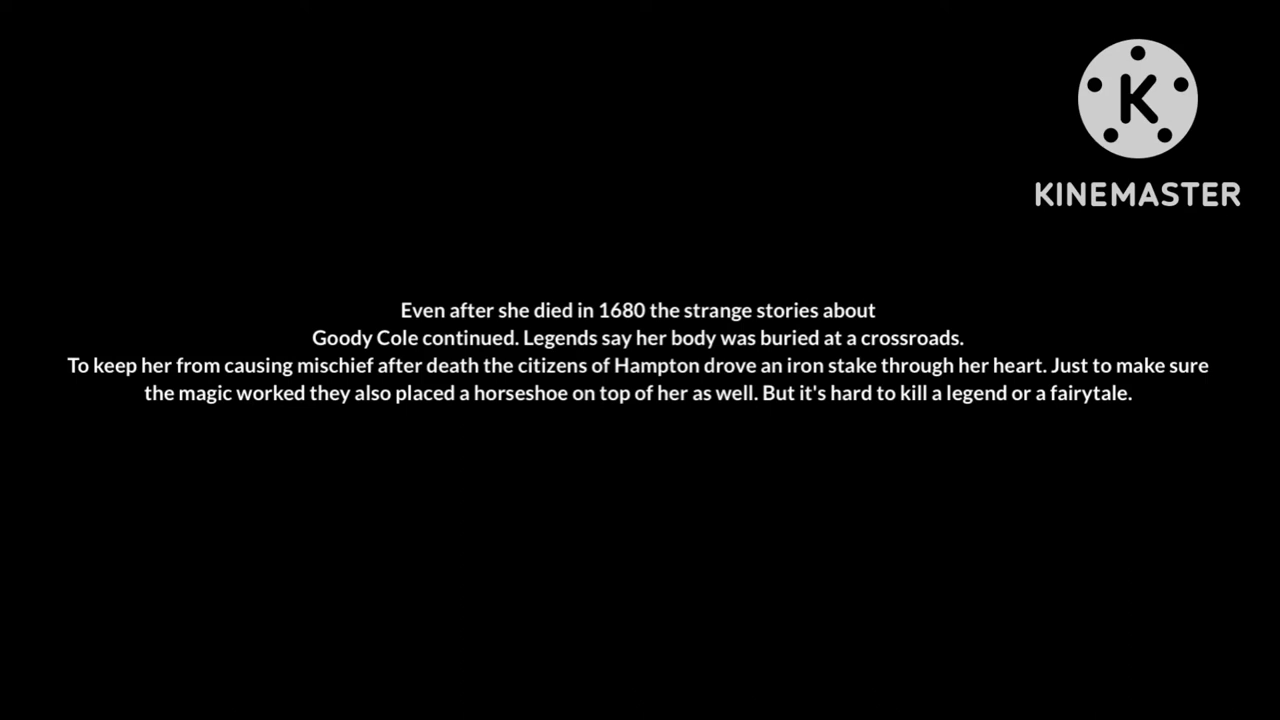 K
KINEMASTER
Even after she died in 1680 the strange stories about
Goody Cole continued. Legends say her body was buried at a crossroads.
To keep her from causing mischief after death the citizens of Hampton drove an iron stake through her heart. Just to make sure
the magic worked they also placed a horseshoe on top of her as well. But it's hard to kill a legend or a fairytale.